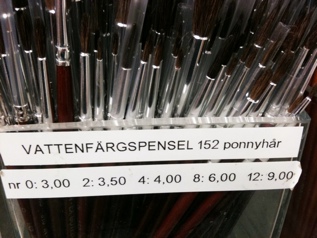 VATTENFÄRGSPENSEL 152 ponnyhår
nr 0: 3,00 2: 3,50 4: 4,00 8: 6,00 12: 9,00